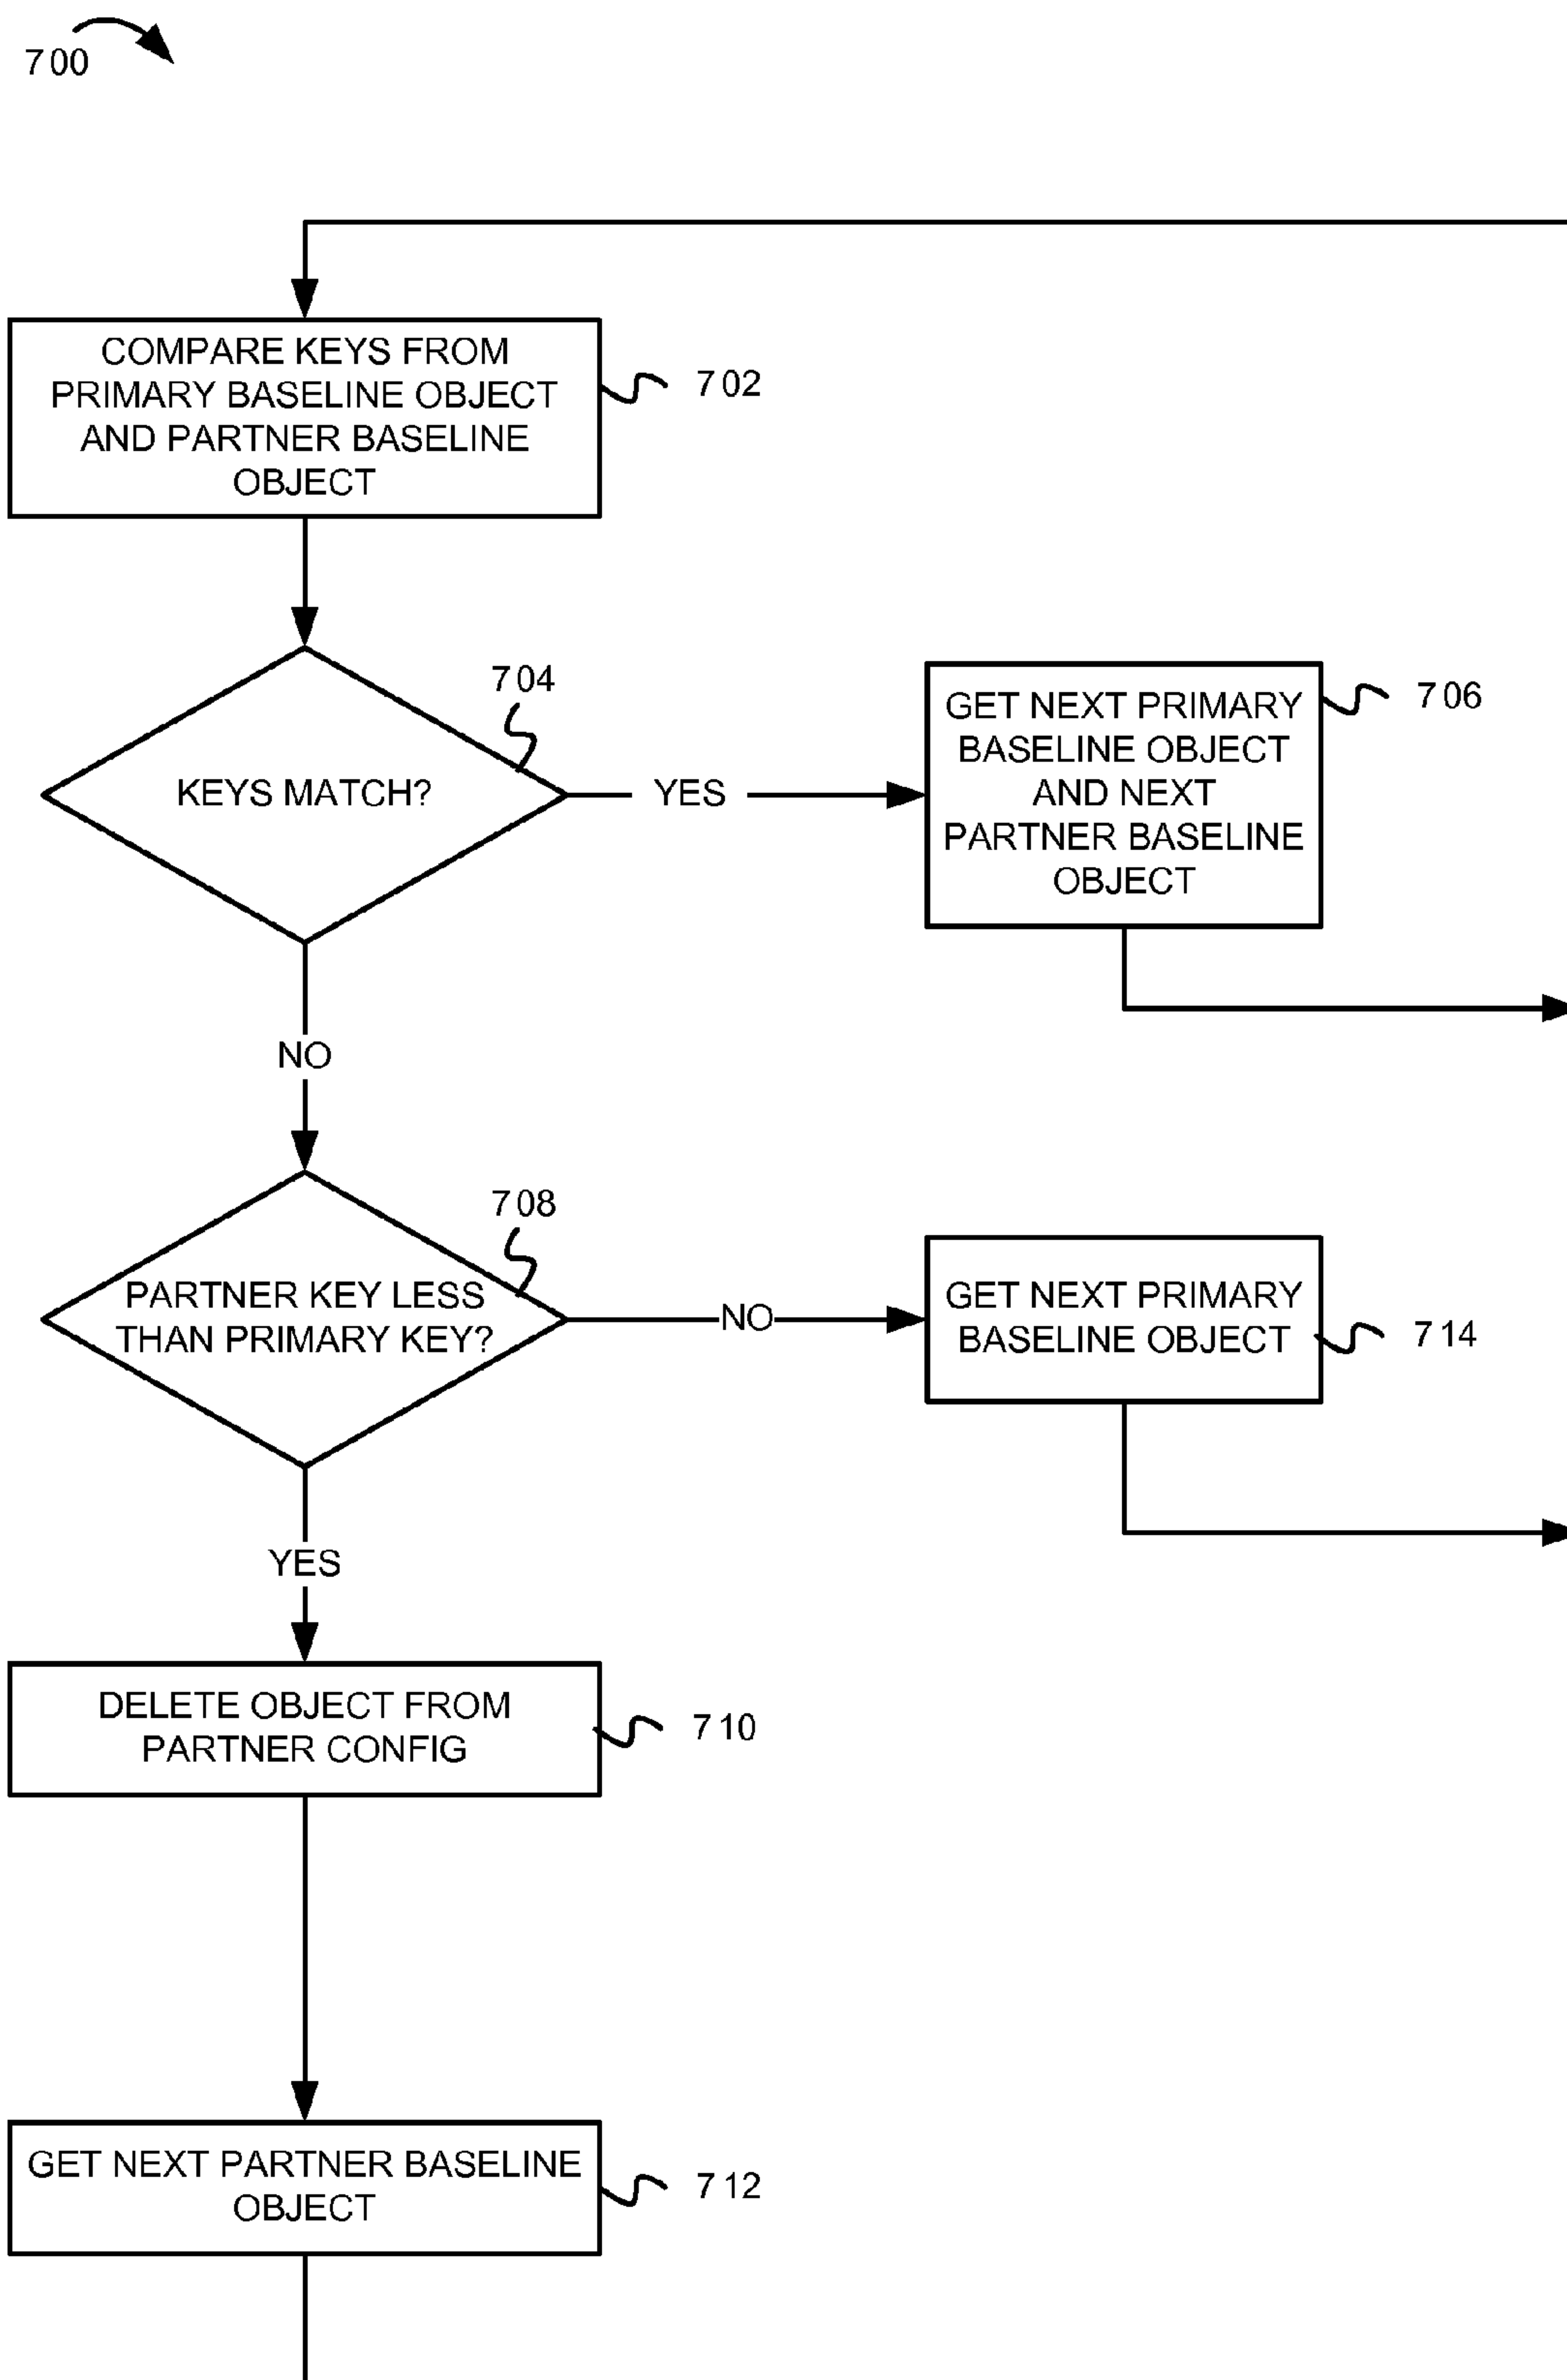 700
COMPARE KEYS FROM
PRIMARY BASELINE OBJECT
AND PARTNER BASELINE
OBJECT
702
704
KEYS MATCH?
YES
GET NEXT PRIMARY
BASELINE OBJECT
AND NEXT
PARTNER BASELINE
OBJECT
706
NO
708
PARTNER KEY LESS
THAN PRIMARY KEY?
NO
GET NEXT PRIMARY
BASELINE OBJECT
714
YES
DELETE OBJECT FROM
PARTNER CONFIG
710
GET NEXT PARTNER BASELINE
OBJECT
712